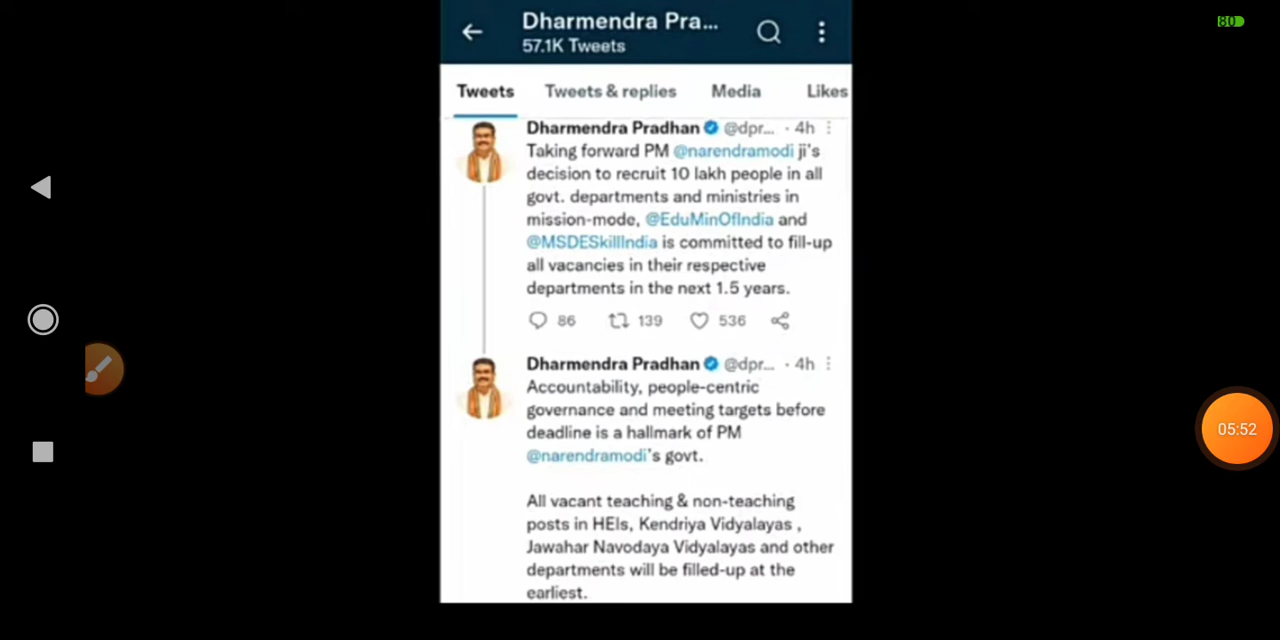 80
Dharmendra Pra...
57.1K Tweets
Tweets Tweets & replies Media Likes
Dharmendra Pradhan @dpr... · 4h
Taking forward PM @narendramodi ji's
decision to recruit 10 lakh people in all
govt. departments and ministries in
mission-mode, @EduMinOfIndia and
@MSDESkillIndia is committed to fill-up
all vacancies in their respective
departments in the next 1.5 years.
86 139 536
Dharmendra Pradhan @dpr... · 4h
Accountability, people-centric
governance and meeting targets before
deadline is a hallmark of PM
@narendramodi's govt.
All vacant teaching & non-teaching
posts in HEIs, Kendriya Vidyalayas ,
Jawahar Navodaya Vidyalayas and other
departments will be filled-up at the
earliest.
05:52